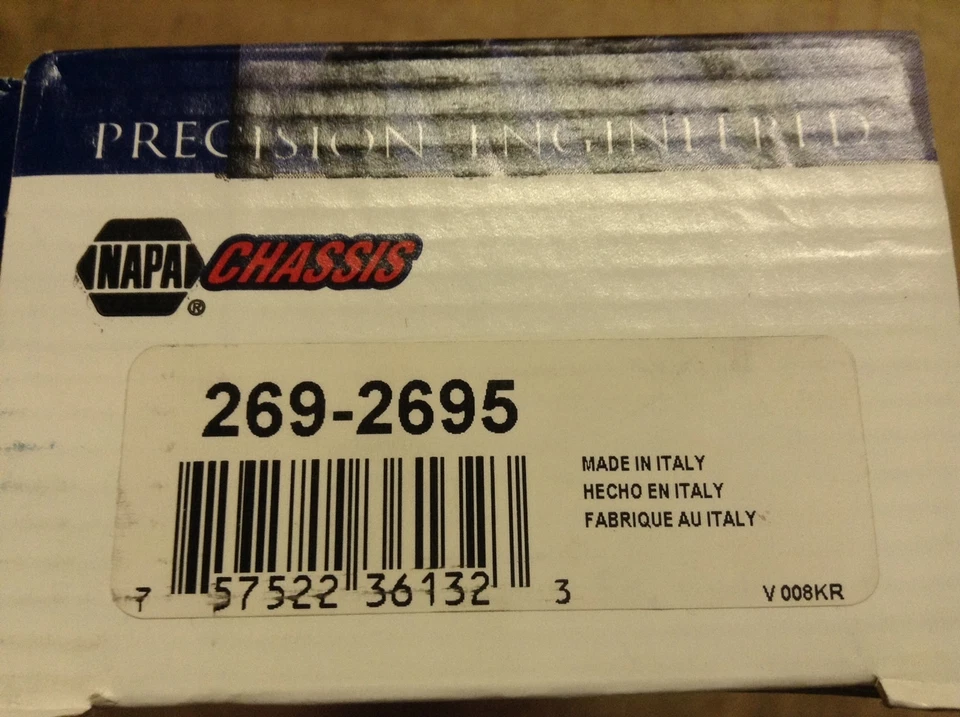 PRECISION ENGINEERED
NAPA CHASSIS
®
269-2695
MADE IN ITALY
HECHO EN ITALY
FABRIQUE AU ITALY
7 57522 36132 3
V 008KR